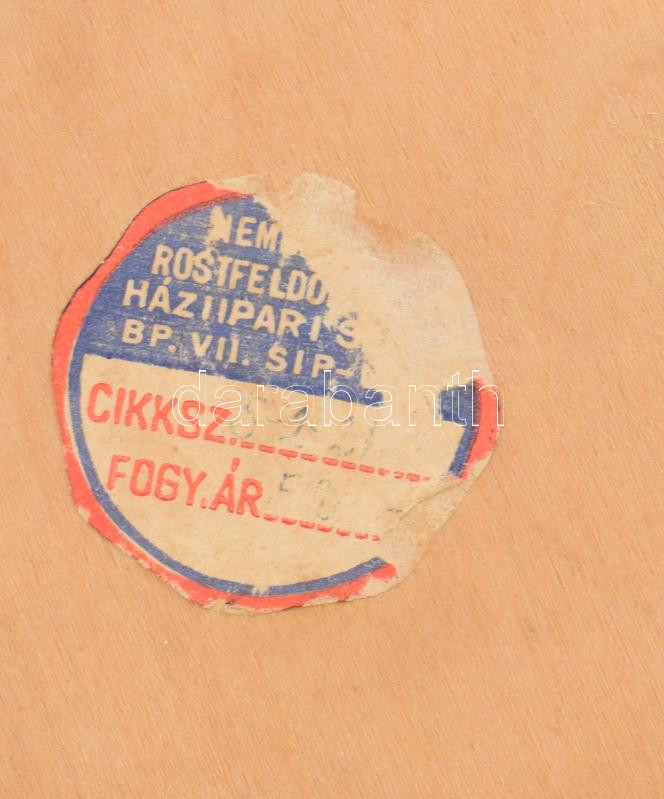 NEM
ROSTFELDO
HÁZIIPARI S
BP. VII. SIP-
CIKKSZ.
FOGY.ÁR
darabanth